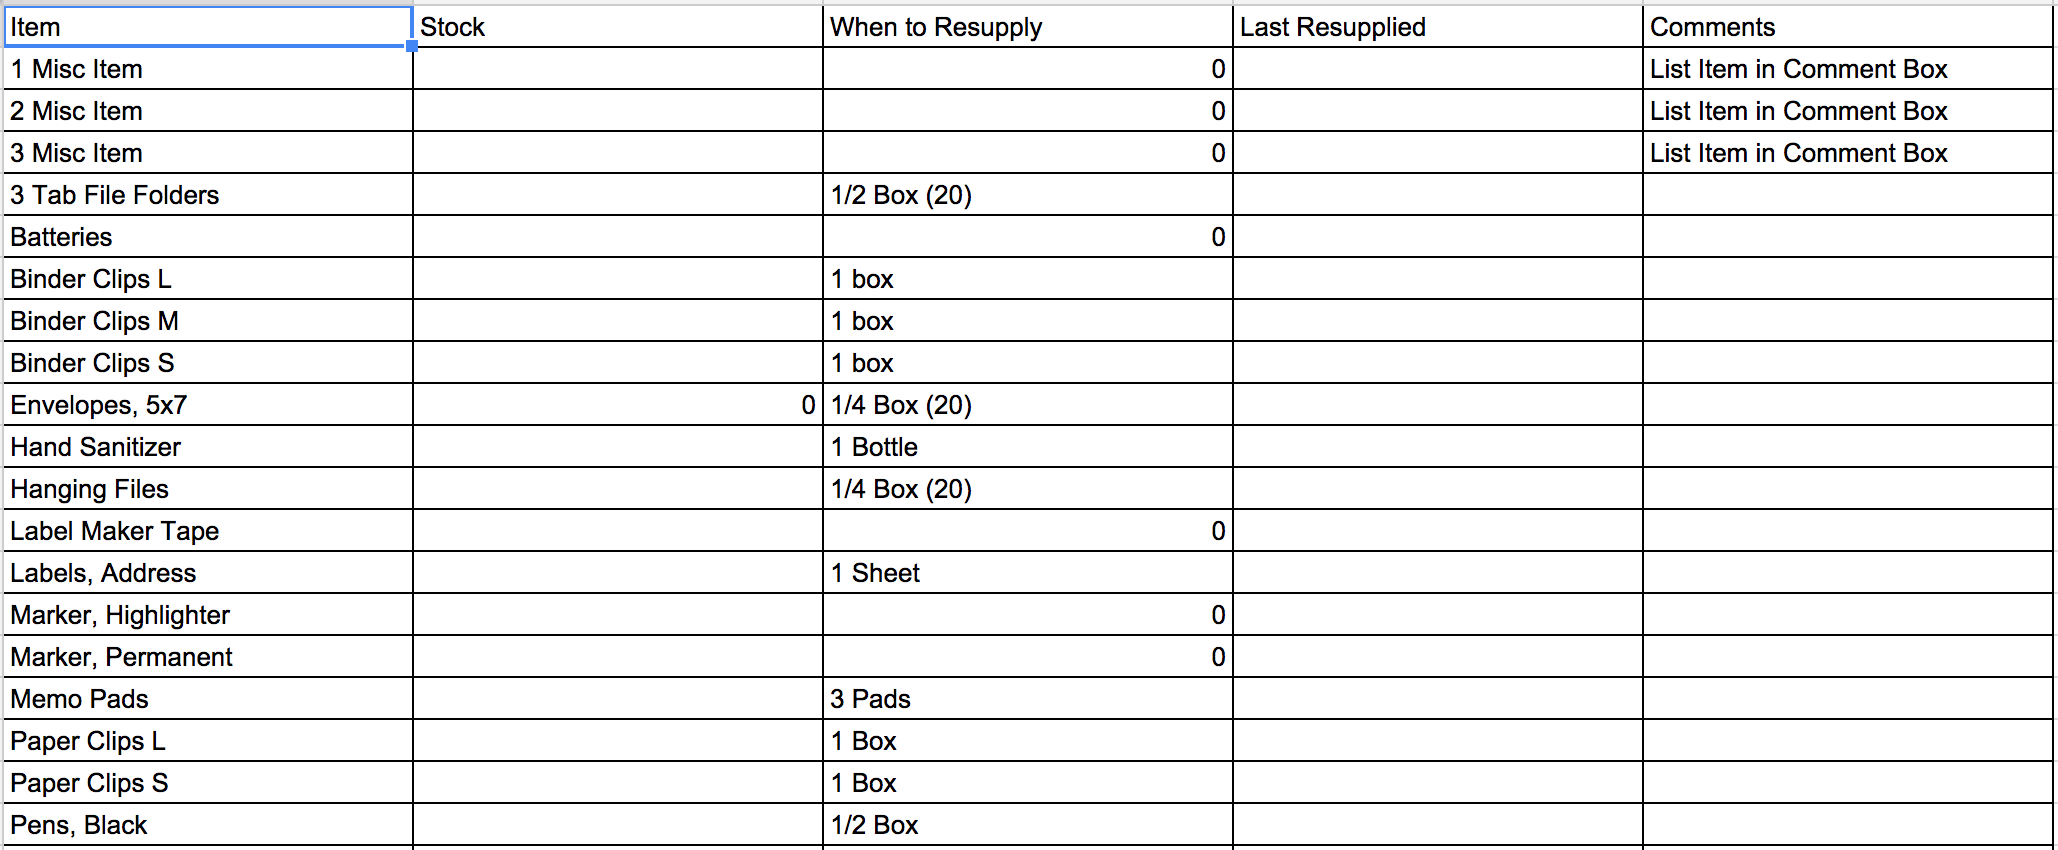 Item Stock When to Resupply Last Resupplied Comments
1 Misc Item 0 List Item in Comment Box
2 Misc Item 0 List Item in Comment Box
3 Misc Item 0 List Item in Comment Box
3 Tab File Folders 1/2 Box (20)
Batteries 0
Binder Clips L 1 box
Binder Clips M 1 box
Binder Clips S 1 box
Envelopes, 5x7 0 1/4 Box (20)
Hand Sanitizer 1 Bottle
Hanging Files 1/4 Box (20)
Label Maker Tape 0
Labels, Address 1 Sheet
Marker, Highlighter 0
Marker, Permanent 0
Memo Pads 3 Pads
Paper Clips L 1 Box
Paper Clips S 1 Box
Pens, Black 1/2 Box